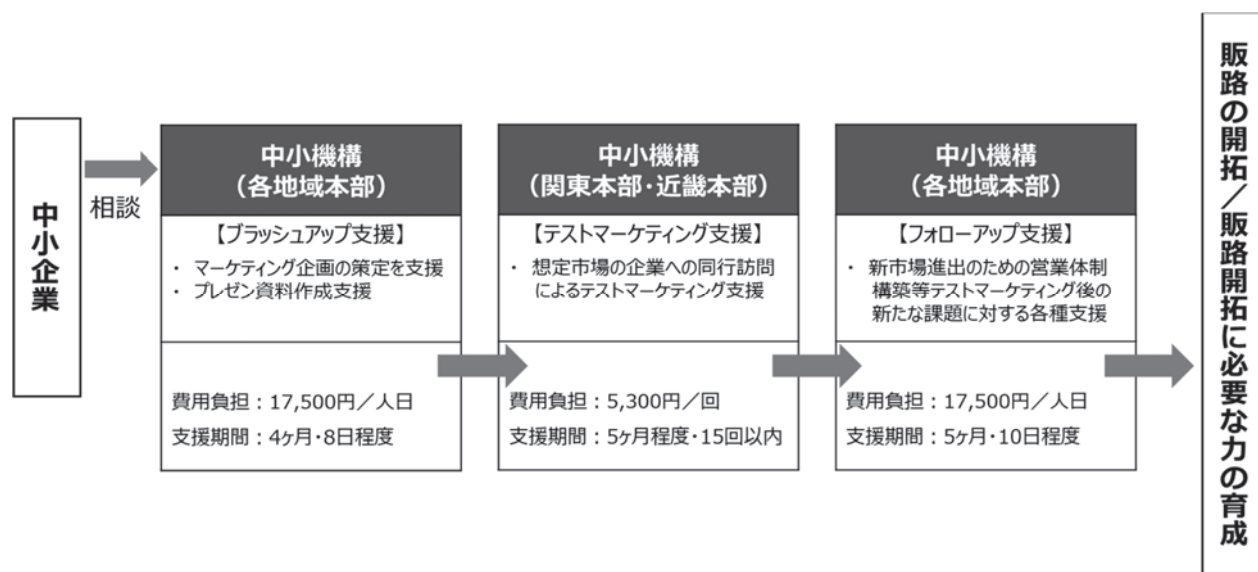 中小企業
相談
中小機構
（各地域本部）
【ブラッシュアップ支援】
・ マーケティング企画の策定を支援
・ プレゼン資料作成支援
費用負担：17,500円／人日
支援期間：4ヶ月・8日程度
中小機構
（関東本部・近畿本部）
【テストマーケティング支援】
・ 想定市場の企業への同行訪問
によるテストマーケティング支援
費用負担：5,300円／回
支援期間：5ヶ月程度・15回以内
中小機構
（各地域本部）
【フォローアップ支援】
・ 新市場進出のための営業体制
構築等テストマーケティング後の
新たな課題に対する各種支援
費用負担：17,500円／人日
支援期間：5ヶ月・10日程度
販路の開拓／販路開拓に必要な力の育成